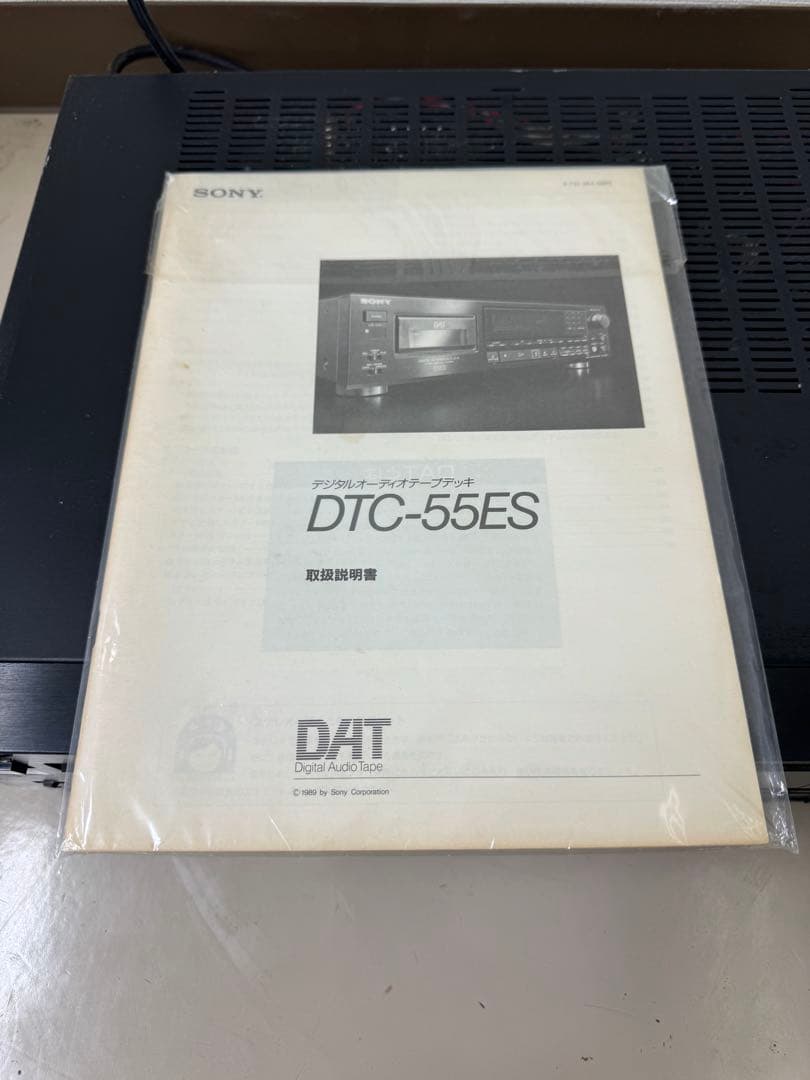 SONY
SONY
デジタルオーディオテープデッキ
DTC-55ES
取扱説明書
DAT
Digital Audio Tape
©1989 by Sony Corporation